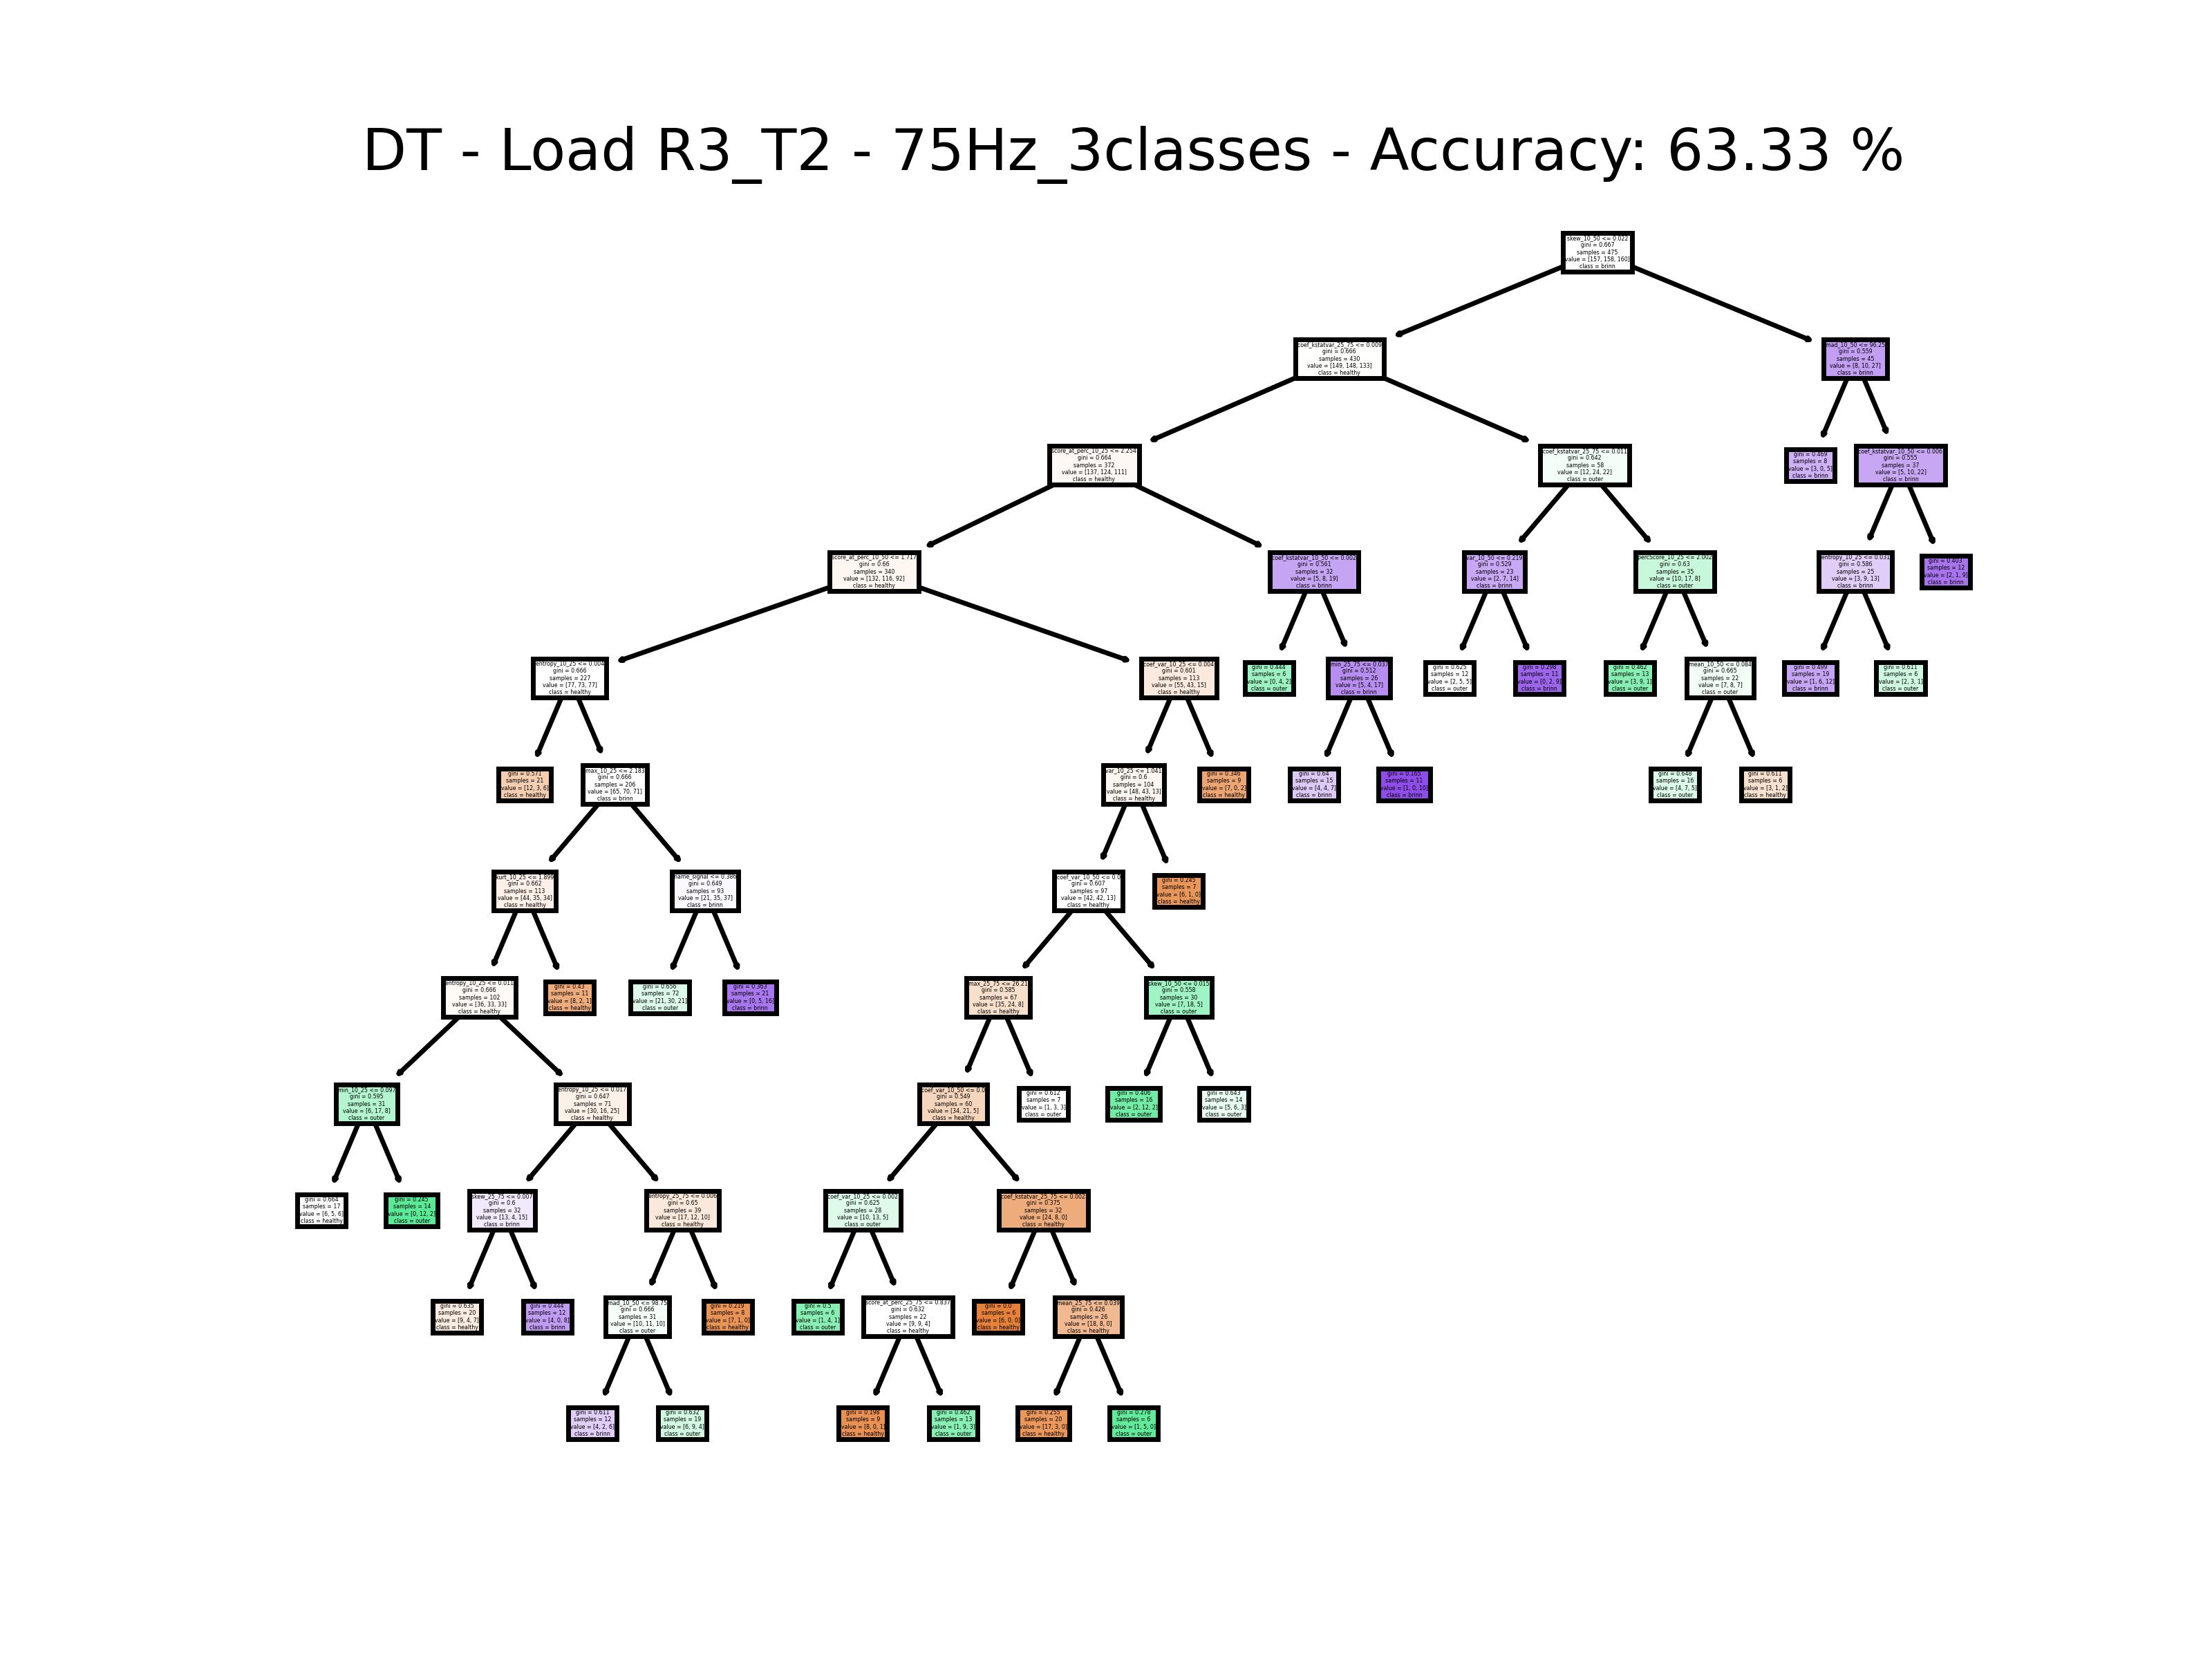 DT - Load R3_T2 - 75Hz_3classes - Accuracy: 63.33 %
skew_10_50 <= 0.022
gini = 0.667
samples = 475
value = [157, 158, 160]
class = brinn
coef_kstatvar_25_75 <= 0.009
gini = 0.666
samples = 430
value = [149, 148, 133]
class = healthy
mad_10_50 <= 96.25
gini = 0.559
samples = 45
value = [8, 10, 27]
class = brinn
score_at_perc_10_25 <= 2.254
gini = 0.664
samples = 372
value = [137, 124, 111]
class = healthy
coef_kstatvar_25_75 <= 0.011
gini = 0.642
samples = 58
value = [12, 24, 22]
class = outer
gini = 0.469
samples = 8
value = [3, 0, 5]
class = brinn
coef_kstatvar_10_50 <= 0.006
gini = 0.555
samples = 37
value = [5, 10, 22]
class = brinn
score_at_perc_10_50 <= 1.717
gini = 0.66
samples = 340
value = [132, 116, 92]
class = healthy
coef_kstatvar_10_50 <= 0.002
gini = 0.561
samples = 32
value = [5, 8, 19]
class = brinn
var_10_50 <= 0.219
gini = 0.529
samples = 23
value = [2, 7, 14]
class = brinn
percScore_10_25 <= 2.002
gini = 0.63
samples = 35
value = [10, 17, 8]
class = outer
entropy_10_25 <= 0.031
gini = 0.586
samples = 25
value = [3, 9, 13]
class = brinn
gini = 0.403
samples = 12
value = [2, 1, 9]
class = brinn
entropy_10_25 <= 0.004
gini = 0.666
samples = 227
value = [77, 73, 77]
class = healthy
coef_var_10_25 <= 0.004
gini = 0.601
samples = 113
value = [55, 43, 15]
class = healthy
gini = 0.444
samples = 6
value = [0, 4, 2]
class = outer
min_25_75 <= 0.037
gini = 0.512
samples = 26
value = [5, 4, 17]
class = brinn
gini = 0.625
samples = 12
value = [2, 5, 5]
class = outer
gini = 0.298
samples = 11
value = [0, 2, 9]
class = brinn
gini = 0.462
samples = 13
value = [3, 9, 1]
class = outer
mean_10_50 <= 0.084
gini = 0.665
samples = 22
value = [7, 8, 7]
class = outer
gini = 0.499
samples = 19
value = [1, 6, 12]
class = brinn
gini = 0.611
samples = 6
value = [2, 3, 1]
class = outer
gini = 0.571
samples = 21
value = [12, 3, 6]
class = healthy
max_10_25 <= 2.183
gini = 0.666
samples = 206
value = [65, 70, 71]
class = brinn
var_10_25 <= 1.041
gini = 0.6
samples = 104
value = [48, 43, 13]
class = healthy
gini = 0.346
samples = 9
value = [7, 0, 2]
class = healthy
gini = 0.64
samples = 15
value = [4, 4, 7]
class = brinn
gini = 0.165
samples = 11
value = [1, 0, 10]
class = brinn
gini = 0.648
samples = 16
value = [4, 7, 5]
class = outer
gini = 0.611
samples = 6
value = [3, 1, 2]
class = healthy
kurt_10_25 <= 1.899
gini = 0.662
samples = 113
value = [44, 35, 34]
class = healthy
name_signal <= 0.386
gini = 0.649
samples = 93
value = [21, 35, 37]
class = brinn
coef_var_10_50 <= 0.0
gini = 0.607
samples = 97
value = [42, 42, 13]
class = healthy
gini = 0.245
samples = 7
value = [6, 1, 0]
class = healthy
entropy_10_25 <= 0.011
gini = 0.666
samples = 102
value = [36, 33, 33]
class = healthy
gini = 0.43
samples = 11
value = [8, 2, 1]
class = healthy
gini = 0.656
samples = 72
value = [21, 30, 21]
class = outer
gini = 0.363
samples = 21
value = [0, 5, 16]
class = brinn
max_25_75 <= 26.21
gini = 0.585
samples = 67
value = [35, 24, 8]
class = healthy
skew_10_50 <= 0.015
gini = 0.558
samples = 30
value = [7, 18, 5]
class = outer
min_10_25 <= 0.097
gini = 0.595
samples = 31
value = [6, 17, 8]
class = outer
entropy_10_25 <= 0.017
gini = 0.647
samples = 71
value = [30, 16, 25]
class = healthy
coef_var_10_50 <= 0.0
gini = 0.549
samples = 60
value = [34, 21, 5]
class = healthy
gini = 0.612
samples = 7
value = [1, 3, 3]
class = outer
gini = 0.406
samples = 16
value = [2, 12, 2]
class = outer
gini = 0.643
samples = 14
value = [5, 6, 3]
class = outer
gini = 0.664
samples = 17
value = [6, 5, 6]
class = healthy
gini = 0.245
samples = 14
value = [0, 12, 2]
class = outer
skew_25_75 <= 0.007
gini = 0.6
samples = 32
value = [13, 4, 15]
class = brinn
entropy_25_75 <= 0.006
gini = 0.65
samples = 39
value = [17, 12, 10]
class = healthy
coef_var_10_25 <= 0.002
gini = 0.625
samples = 28
value = [10, 13, 5]
class = outer
coef_kstatvar_25_75 <= 0.002
gini = 0.375
samples = 32
value = [24, 8, 0]
class = healthy
gini = 0.635
samples = 20
value = [9, 4, 7]
class = healthy
gini = 0.444
samples = 12
value = [4, 0, 8]
class = brinn
mad_10_50 <= 98.75
gini = 0.666
samples = 31
value = [10, 11, 10]
class = outer
gini = 0.219
samples = 8
value = [7, 1, 0]
class = healthy
gini = 0.5
samples = 6
value = [1, 4, 1]
class = outer
score_at_perc_25_75 <= 0.837
gini = 0.632
samples = 22
value = [9, 9, 4]
class = healthy
gini = 0.0
samples = 6
value = [6, 0, 0]
class = healthy
mean_25_75 <= 0.039
gini = 0.426
samples = 26
value = [18, 8, 0]
class = healthy
gini = 0.611
samples = 12
value = [4, 2, 6]
class = brinn
gini = 0.632
samples = 19
value = [6, 9, 4]
class = outer
gini = 0.198
samples = 9
value = [8, 0, 1]
class = healthy
gini = 0.462
samples = 13
value = [1, 9, 3]
class = outer
gini = 0.255
samples = 20
value = [17, 3, 0]
class = healthy
gini = 0.278
samples = 6
value = [1, 5, 0]
class = outer